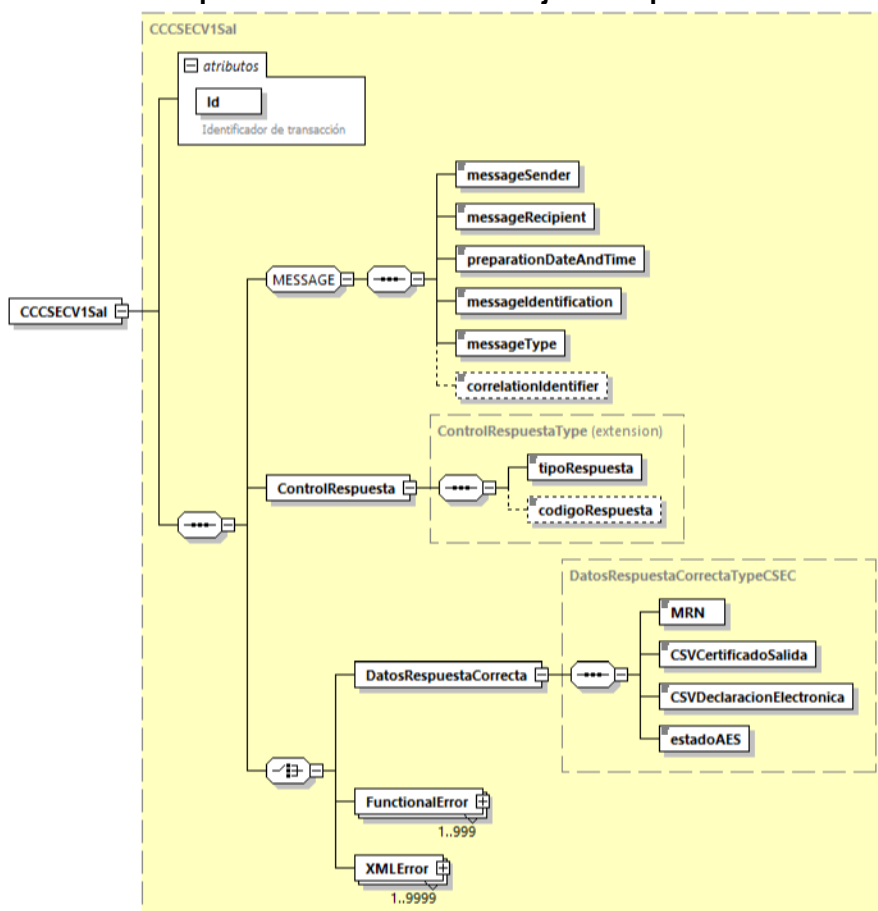 CCCSECV1Sal
atributos
Id
Identificador de transacción
messageSender
messageRecipient
preparationDateAndTime
MESSAGE
messageIdentification
CCCSECV1Sal
messageType
correlationIdentifier
ControlRespuestaType (extension)
tipoRespuesta
ControlRespuesta
codigoRespuesta
DatosRespuestaCorrectaTypeCSEC
MRN
CSVCertificadoSalida
DatosRespuestaCorrecta
CSVDeclaracionElectronica
estadoAES
FunctionalError
1..999
XMLError
1..9999